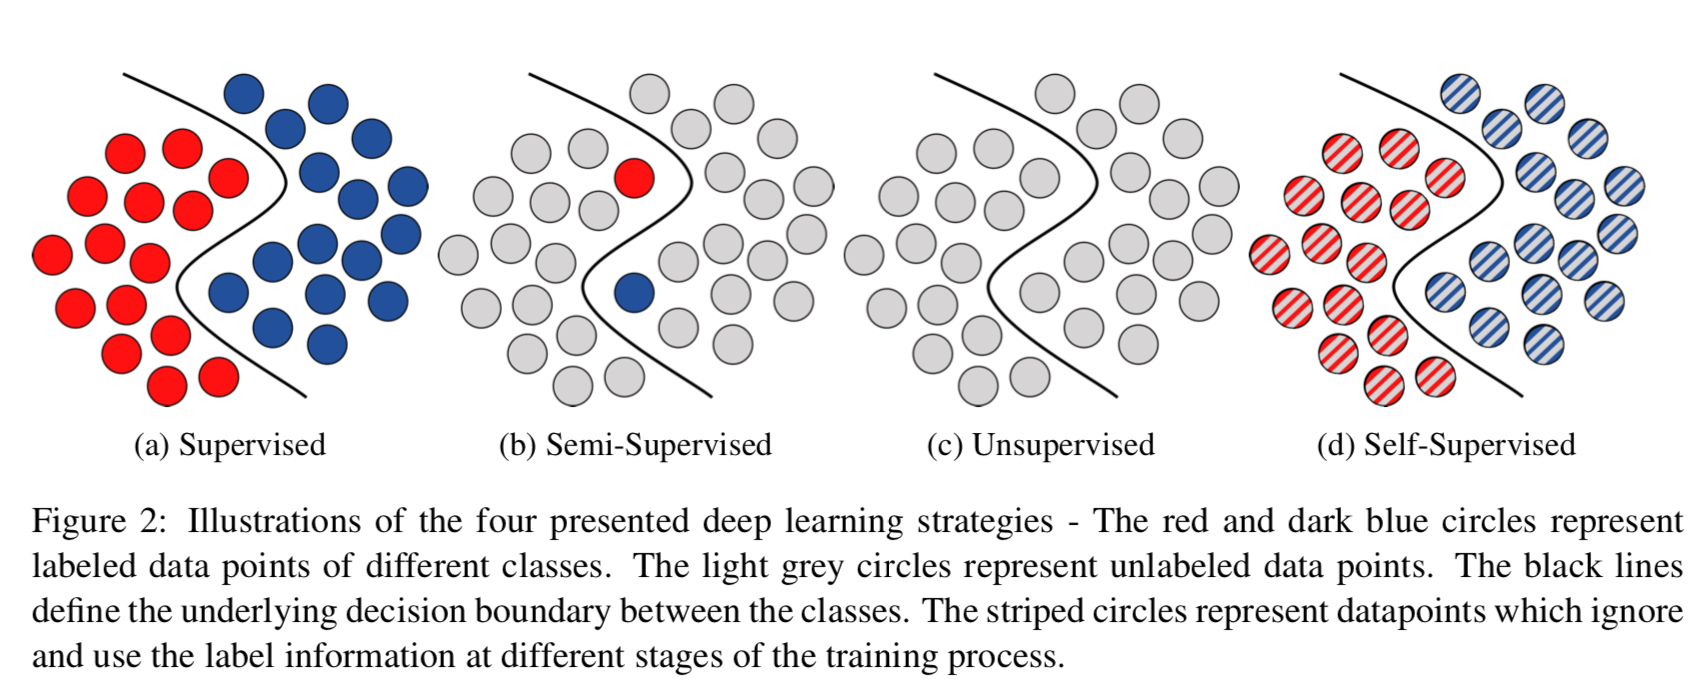 (a) Supervised
(b) Semi-Supervised
(c) Unsupervised
(d) Self-Supervised
Figure 2: Illustrations of the four presented deep learning strategies - The red and dark blue circles represent
labeled data points of different classes. The light grey circles represent unlabeled data points. The black lines
define the underlying decision boundary between the classes. The striped circles represent datapoints which ignore
and use the label information at different stages of the training process.